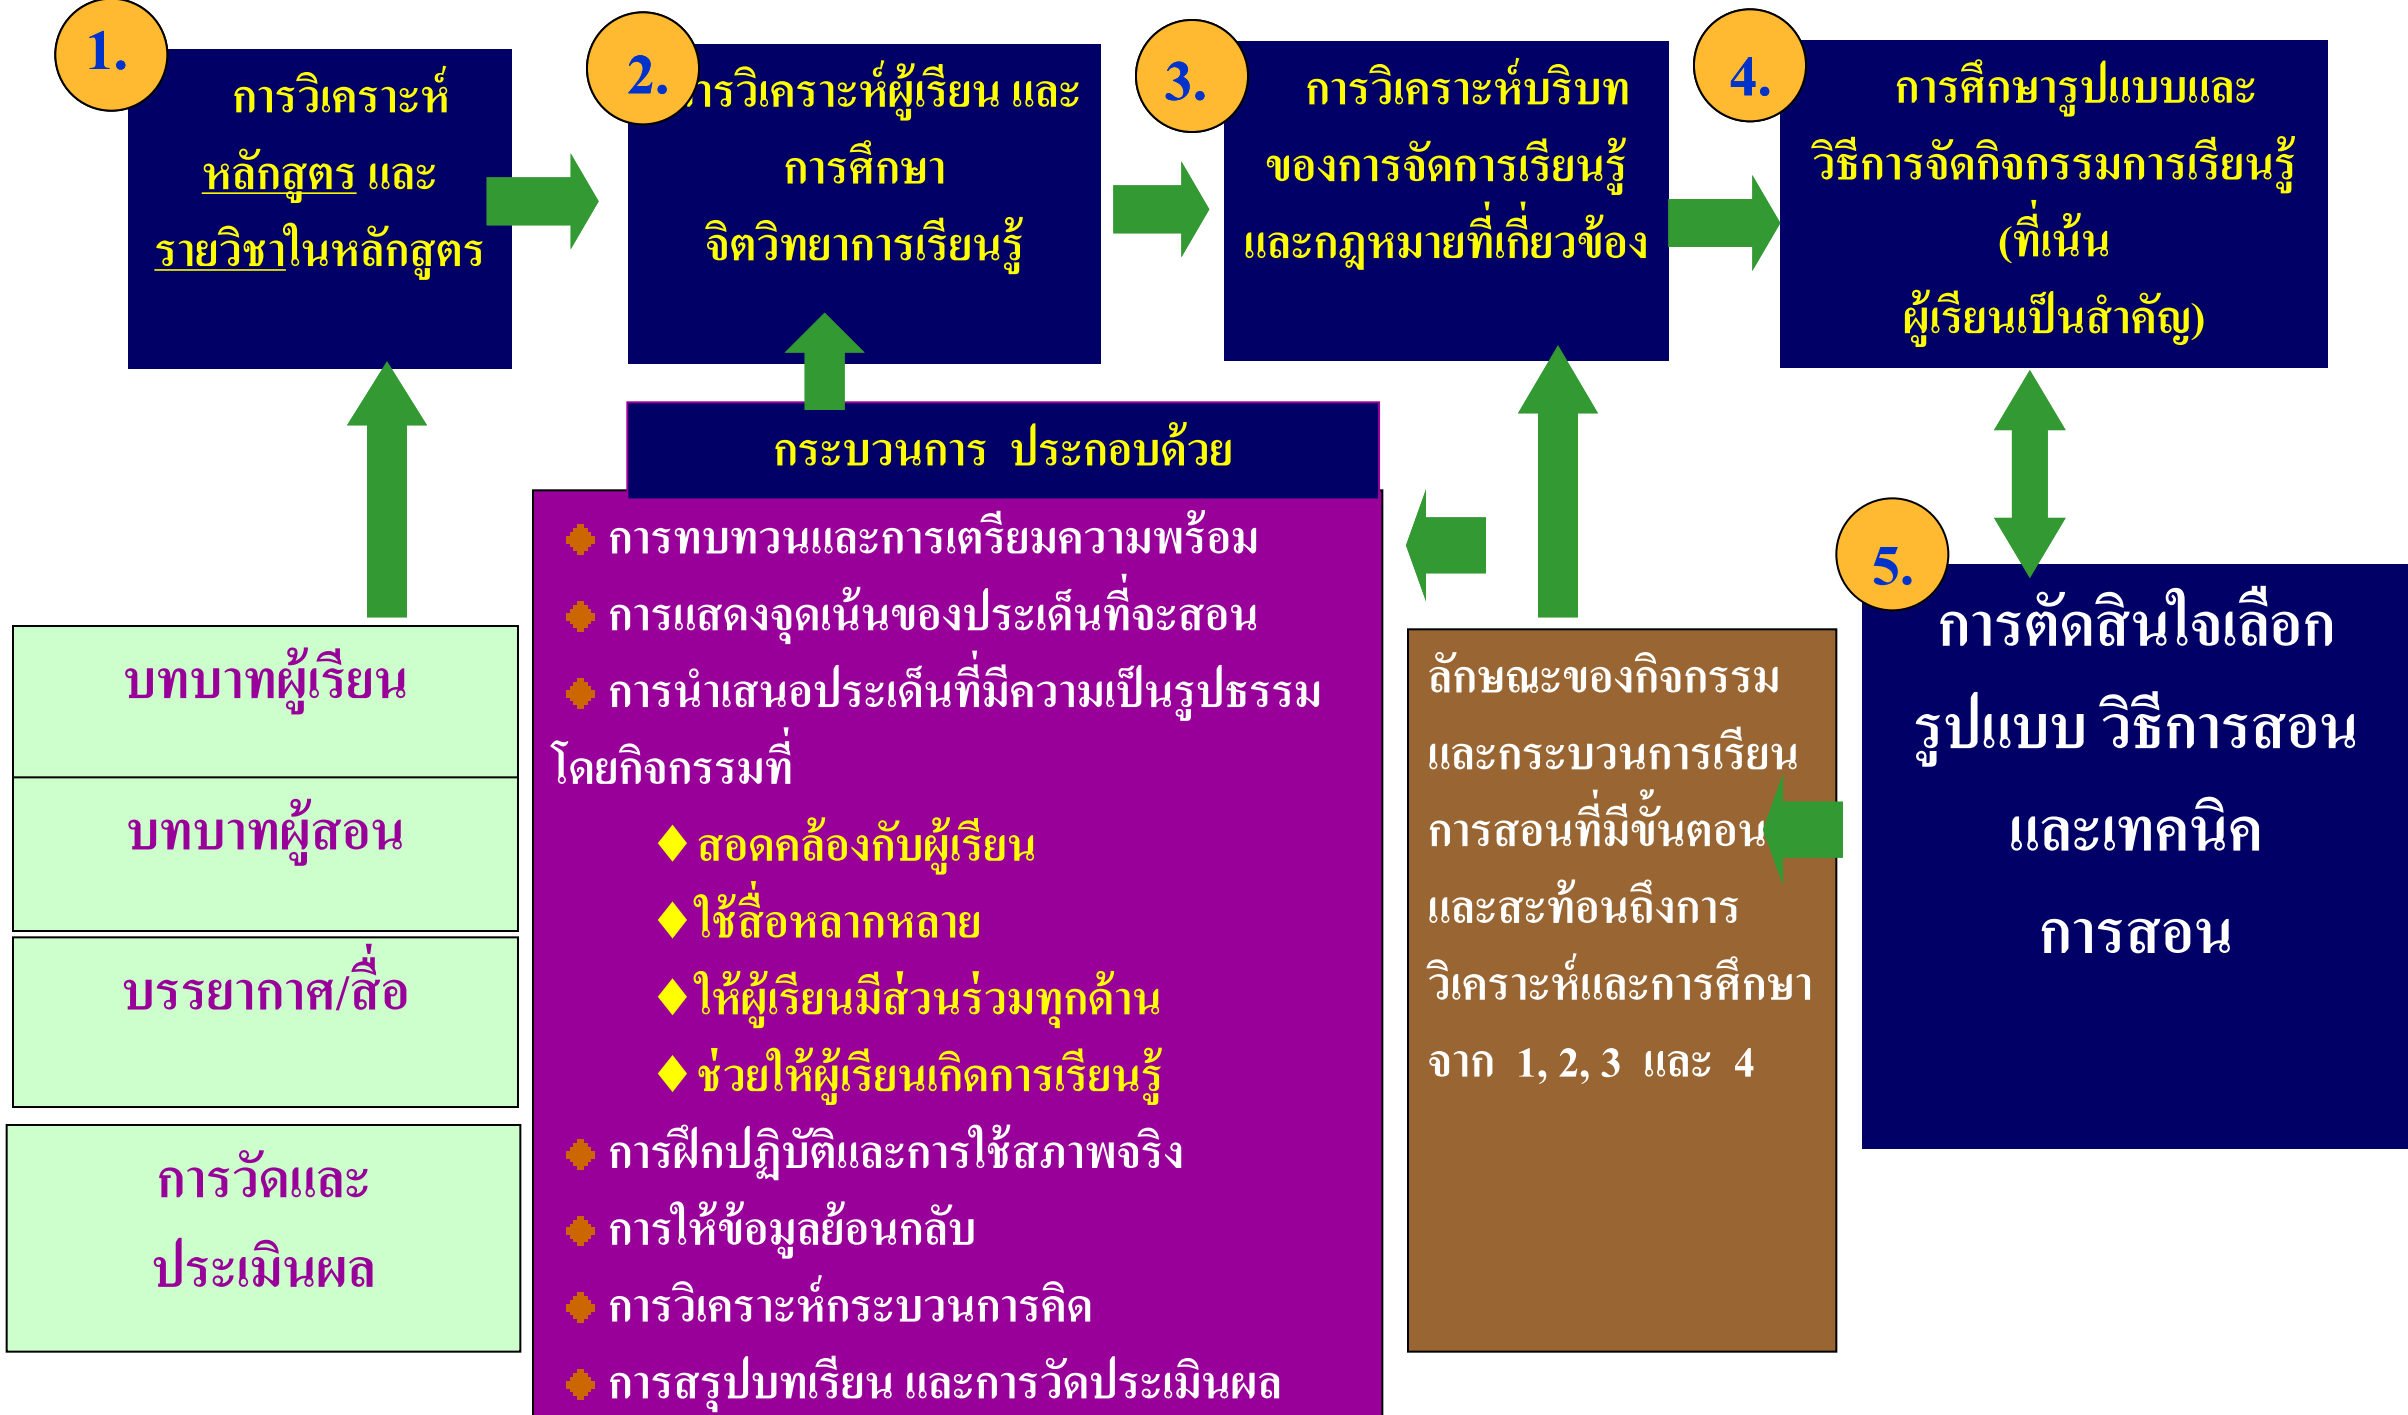 1.
การวิเคราะห์
หลักสูตร และ
รายวิชาในหลักสูตร
2.
ารวิเคราะห์ผู้เรียน และ
การศึกษา
จิตวิทยาการเรียนรู้
3.
การวิเคราะห์บริบท
ของการจัดการเรียนรู้
และกฎหมายที่เกี่ยวข้อง
4.
การศึกษารูปแบบและ
วิธีการจัดกิจกรรมการเรียนรู้
(ที่เน้น
ผู้เรียนเป็นสำคัญ)
5.
การตัดสินใจเลือก
รูปแบบ วิธีการสอน
และเทคนิค
การสอน
ลักษณะของกิจกรรม
และกระบวนการเรียน
การสอนที่มีขั้นตอน
และสะท้อนถึงการ
วิเคราะห์และการศึกษา
จาก 1, 2, 3 และ 4
กระบวนการ ประกอบด้วย
การทบทวนและการเตรียมความพร้อม
การแสดงจุดเน้นของประเด็นที่จะสอน
การนำเสนอประเด็นที่มีความเป็นรูปธรรม
โดยกิจกรรมที่
♦ สอดคล้องกับผู้เรียน
♦ ใช้สื่อหลากหลาย
♦ ให้ผู้เรียนมีส่วนร่วมทุกด้าน
♦ ช่วยให้ผู้เรียนเกิดการเรียนรู้
การฝึกปฏิบัติและการใช้สภาพจริง
การให้ข้อมูลย้อนกลับ
การวิเคราะห์กระบวนการคิด
การสรุปบทเรียน และการวัดประเมินผล
บทบาทผู้เรียน
บทบาทผู้สอน
บรรยากาศ/สื่อ
การวัดและ
ประเมินผล